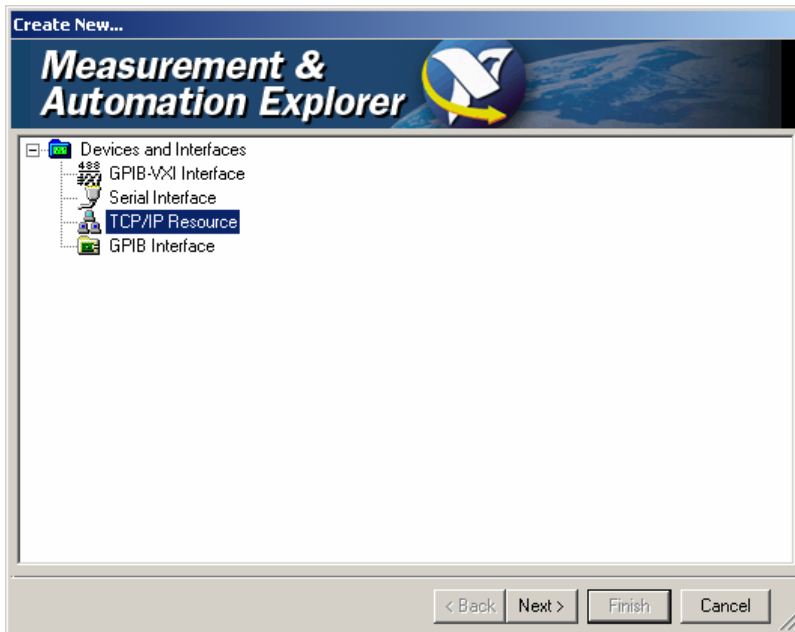 Create New...
Measurement &
Automation Explorer
Devices and Interfaces
GPIB-VXI Interface
Serial Interface
TCP/IP Resource
GPIB Interface
< Back Next > Finish Cancel